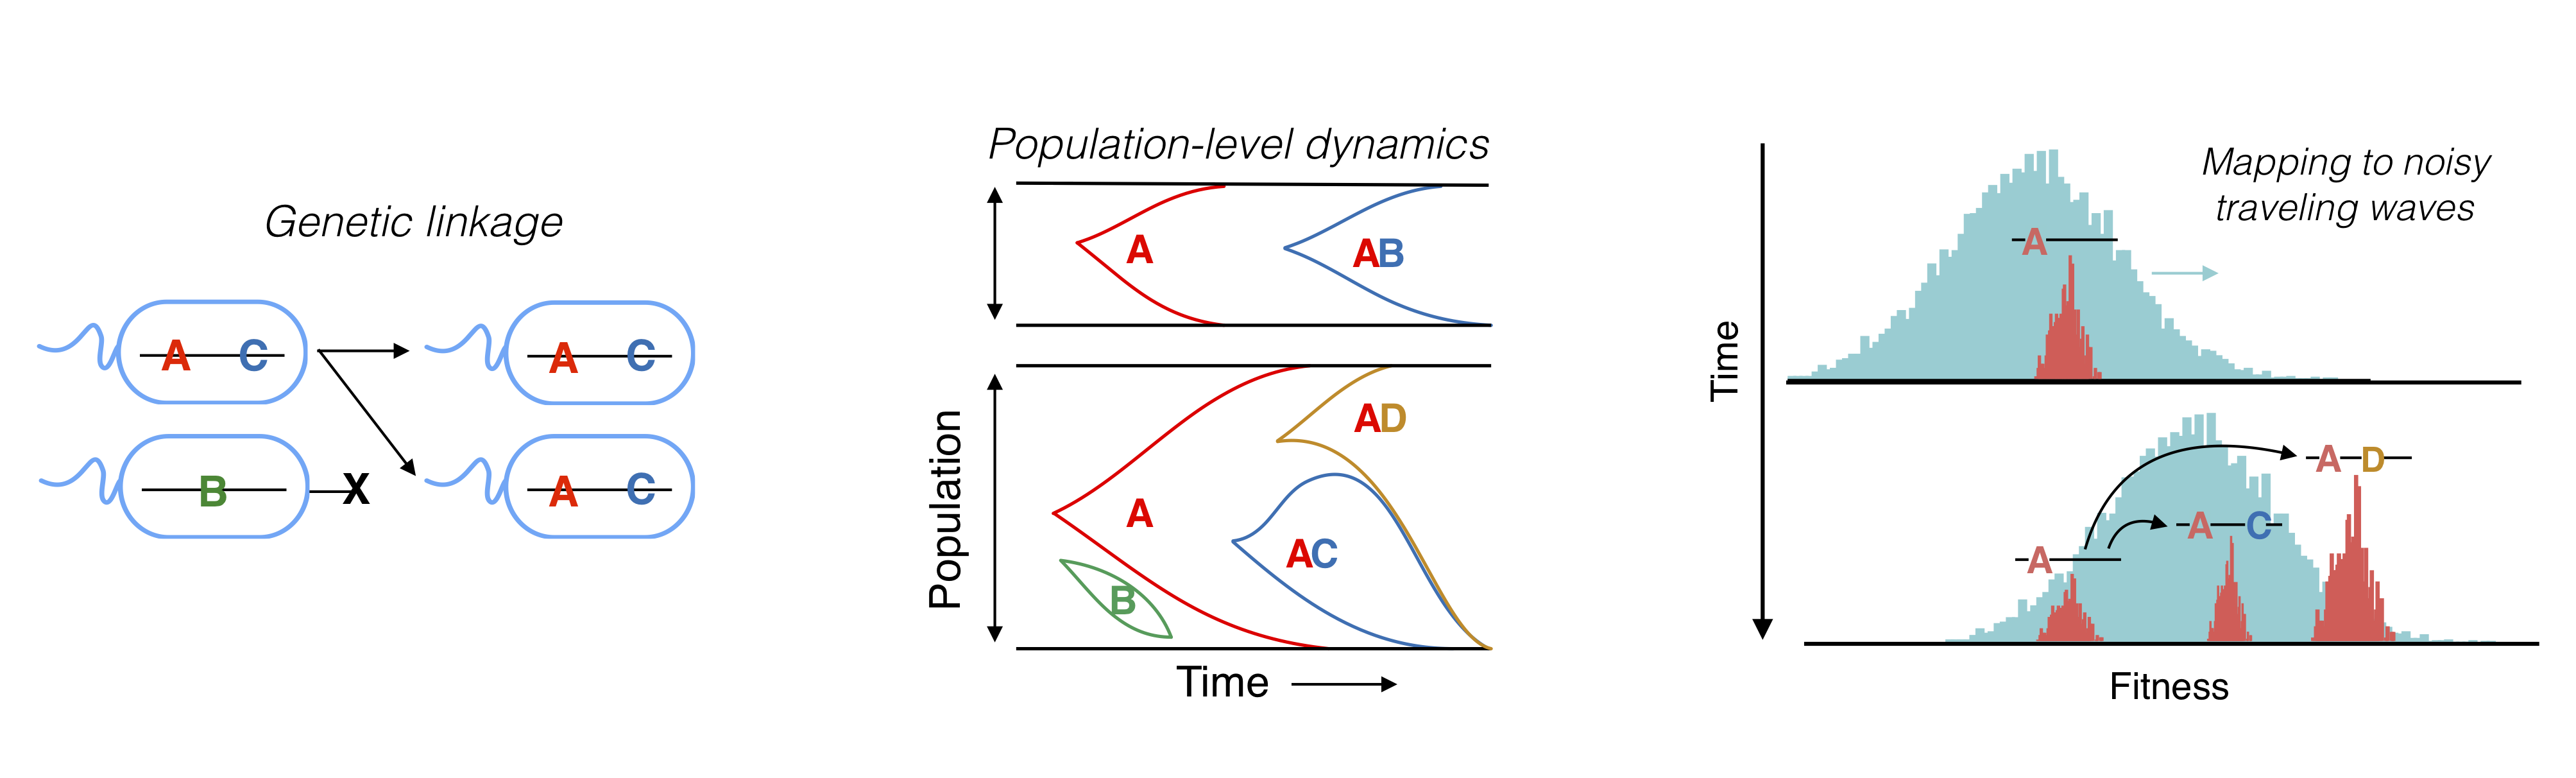 Genetic linkage
A C
A C
B X
A C
Population-level dynamics
A
AB
Population
A
AD
AC
B
Time
Time
Mapping to noisy
traveling waves
A
A D
A C
A
Fitness